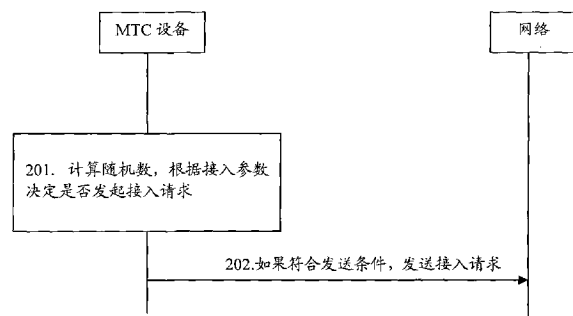 MTC 设备
网络
201. 计算随机数，根据接入参数
决定是否发起接入请求
202.如果符合发送条件，发送接入请求